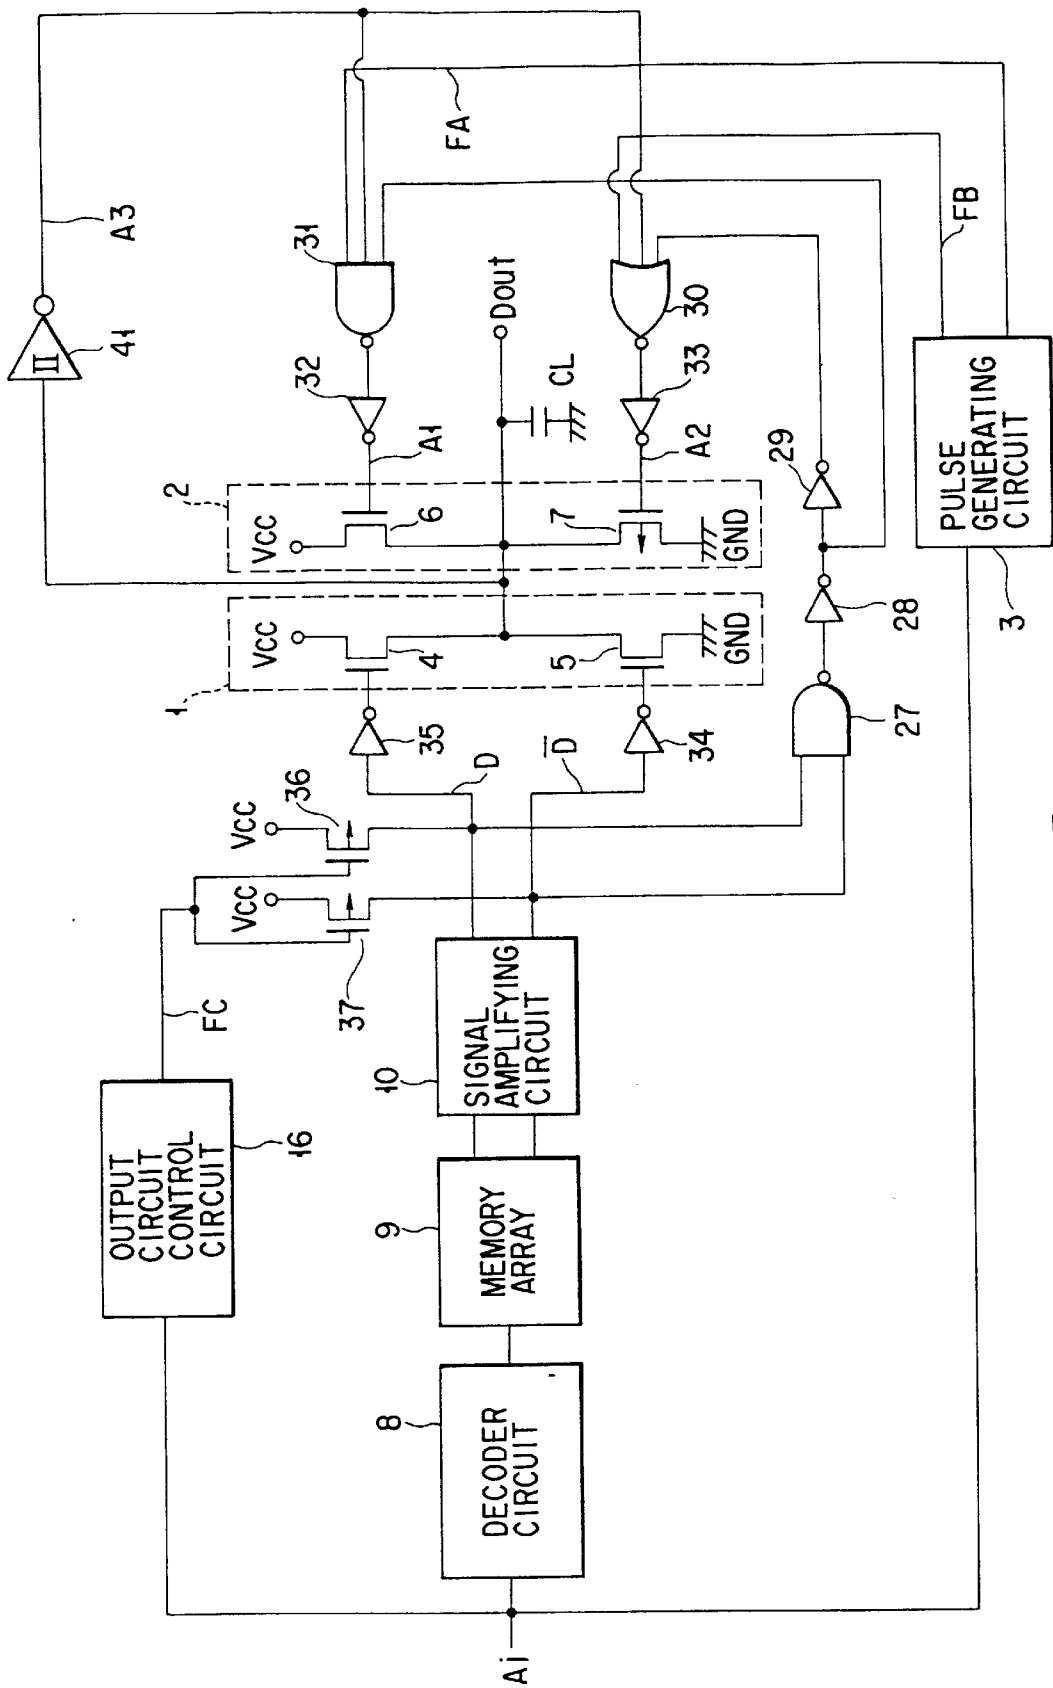 II
A3
41
OUTPUT
CIRCUIT
CONTROL
CIRCUIT
16
FC
VCC
VCC
36
37
1
2
VCC
VCC
35
4
6
A1
32
31
FA
Ai
8
DECODER
CIRCUIT
9
MEMORY
ARRAY
10
SIGNAL
AMPLIFYING
CIRCUIT
D
D̅
34
5
7
GND
GND
Dout
CL
33
A2
30
27
28
29
FB
3
PULSE
GENERATING
CIRCUIT